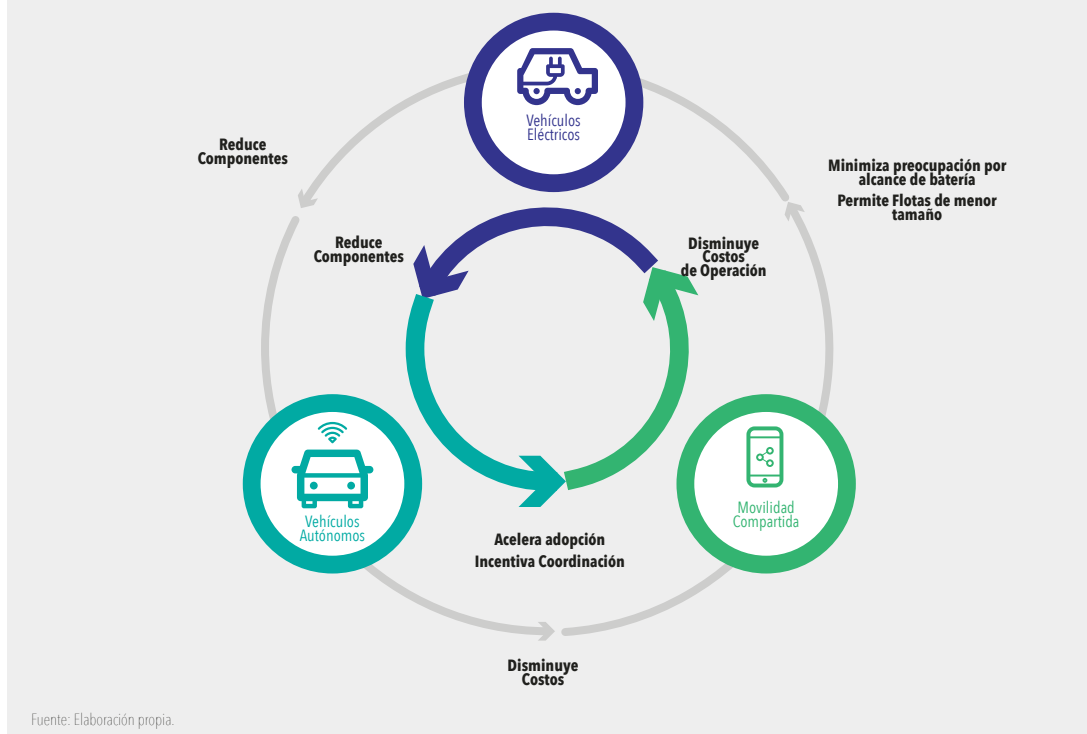 Vehículos
Eléctricos
Reduce
Componentes
Minimiza preocupación por
alcance de batería
Permite Flotas de menor
tamaño
Reduce
Componentes
Disminuye
Costos
de Operación
Vehículos
Autónomos
Movilidad
Compartida
Acelera adopción
Incentiva Coordinación
Disminuye
Costos
Fuente: Elaboración propia.